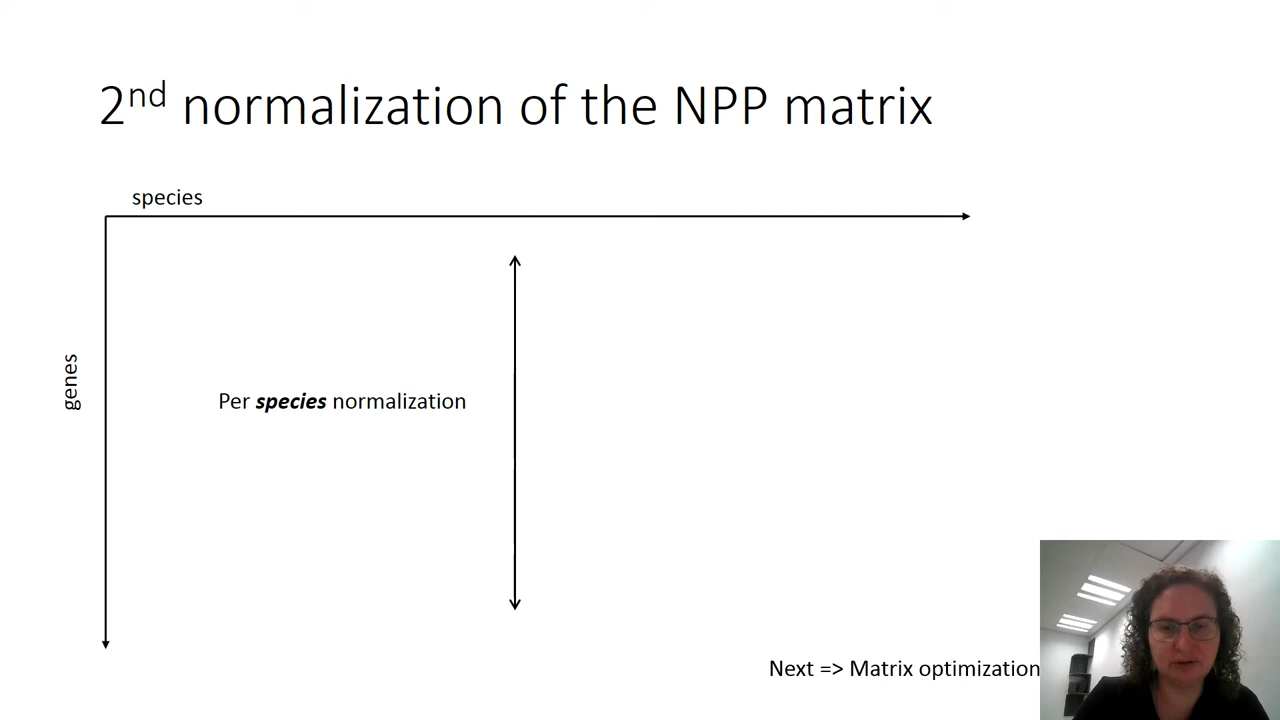 2nd normalization of the NPP matrix
species
genes
Per species normalization
Next => Matrix optimization